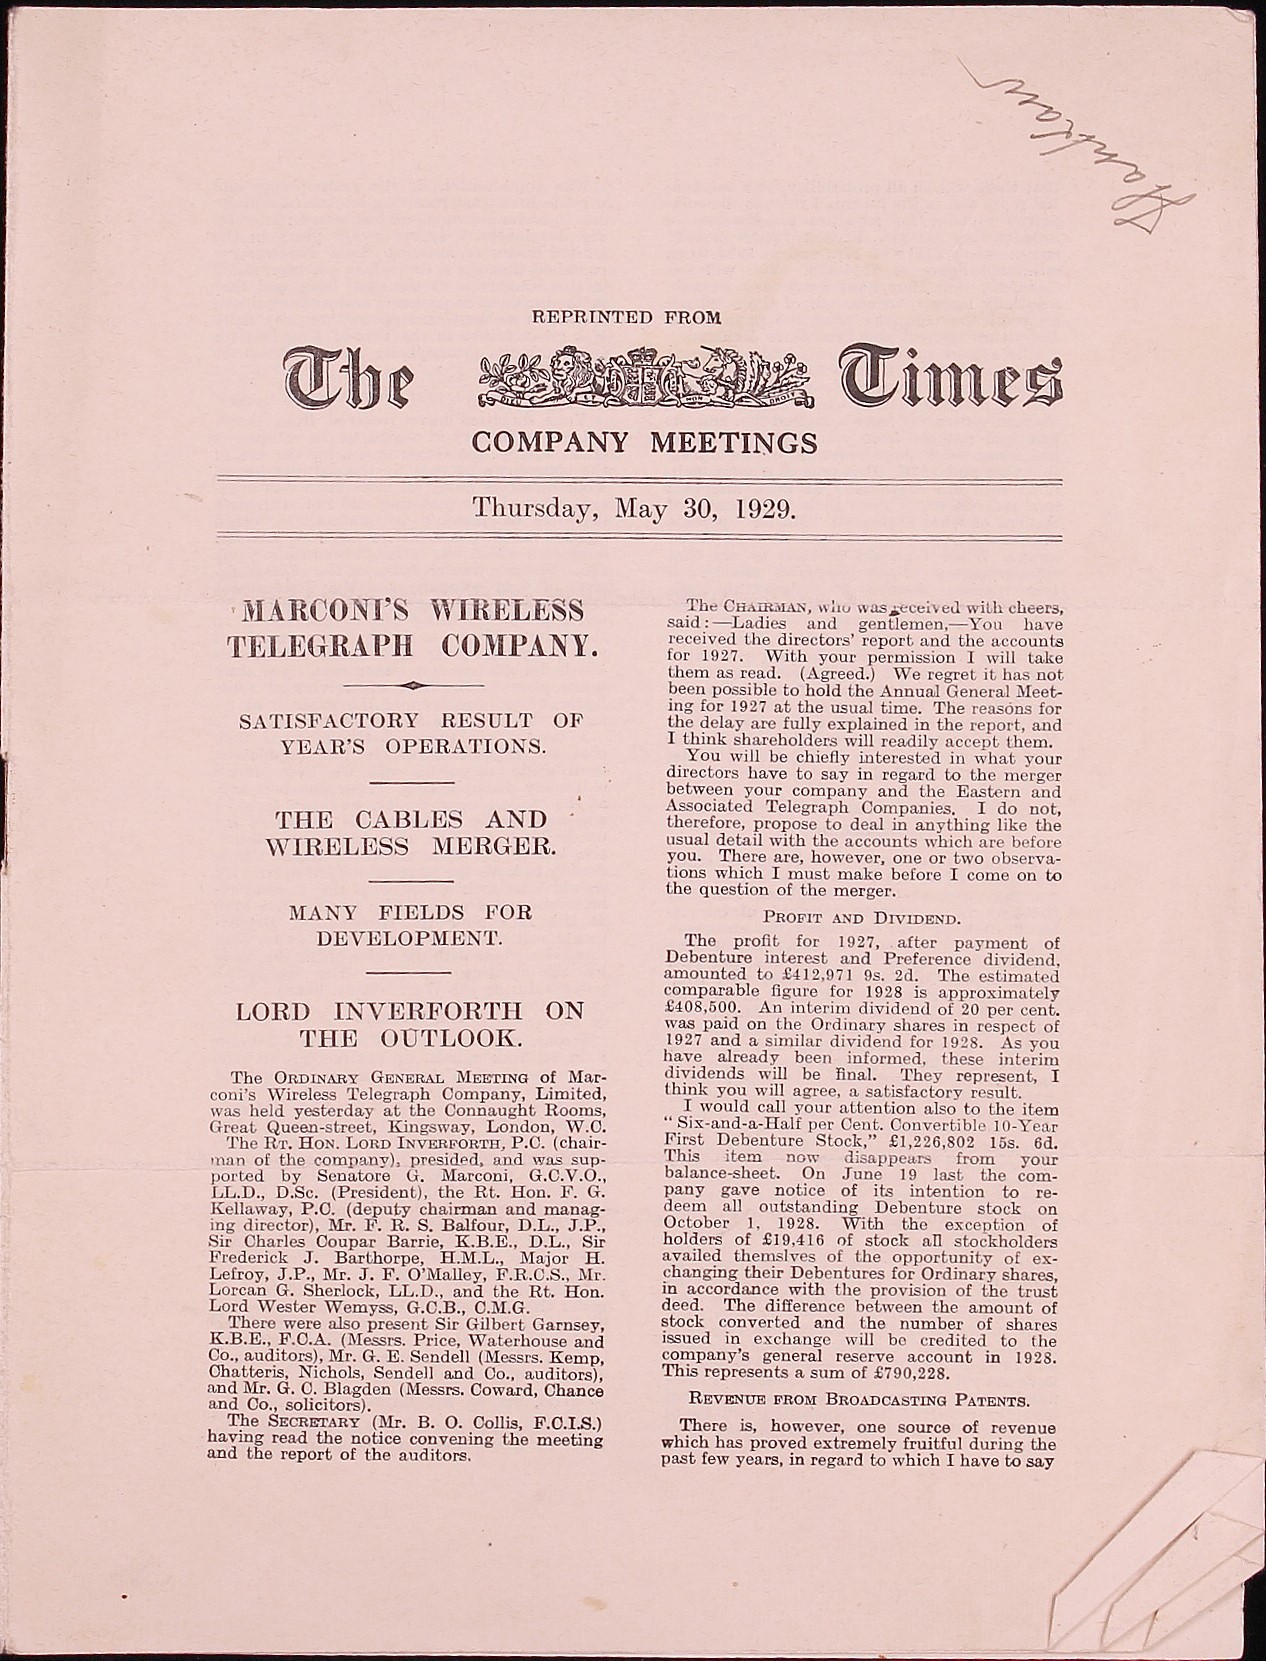 REPRINTED FROM
The Times
DIEU ET MON DROIT
COMPANY MEETINGS
Thursday, May 30, 1929.
MARCONI'S WIRELESS
TELEGRAPH COMPANY.
SATISFACTORY RESULT OF
YEAR'S OPERATIONS.
THE CABLES AND
WIRELESS MERGER.
MANY FIELDS FOR
DEVELOPMENT.
LORD INVERFORTH ON
THE OUTLOOK.
The ORDINARY GENERAL MEETING of Mar-
coni's Wireless Telegraph Company, Limited,
was held yesterday at the Connaught Rooms,
Great Queen-street, Kingsway, London, W.C.
The RT. HON. LORD INVERFORTH, P.C. (chair-
man of the company), presided, and was sup-
ported by Senatore G. Marconi, G.C.V.O.,
LL.D., D.Sc. (President), the Rt. Hon. F. G.
Kellaway, P.C. (deputy chairman and manag-
ing director), Mr. F. R. S. Balfour, D.L., J.P.,
Sir Charles Coupar Barrie, K.B.E., D.L., Sir
Frederick J. Barthorpe, H.M.L., Major H.
Lefroy, J.P., Mr. J. F. O'Malley, F.R.C.S., Mr.
Lorcan G. Sherlock, LL.D., and the Rt. Hon.
Lord Wester Wemyss, G.C.B., C.M.G.
There were also present Sir Gilbert Garnsey,
K.B.E., F.C.A. (Messrs. Price, Waterhouse and
Co., auditors), Mr. G. E. Sendell (Messrs. Kemp,
Chatteris, Nichols, Sendell and Co., auditors),
and Mr. G. C. Blagden (Messrs. Coward, Chance
and Co., solicitors).
The SECRETARY (Mr. B. O. Collis, F.C.I.S.)
having read the notice convening the meeting
and the report of the auditors.
The CHAIRMAN, who was received with cheers,
said:—Ladies and gentlemen,—You have
received the directors' report and the accounts
for 1927. With your permission I will take
them as read. (Agreed.) We regret it has not
been possible to hold the Annual General Meet-
ing for 1927 at the usual time. The reasons for
the delay are fully explained in the report, and
I think shareholders will readily accept them.
You will be chiefly interested in what your
directors have to say in regard to the merger
between your company and the Eastern and
Associated Telegraph Companies. I do not,
therefore, propose to deal in anything like the
usual detail with the accounts which are before
you. There are, however, one or two observa-
tions which I must make before I come on to
the question of the merger.
PROFIT AND DIVIDEND.
The profit for 1927, after payment of
Debenture interest and Preference dividend,
amounted to £412,971 9s. 2d. The estimated
comparable figure for 1928 is approximately
£408,500. An interim dividend of 20 per cent.
was paid on the Ordinary shares in respect of
1927 and a similar dividend for 1928. As you
have already been informed, these interim
dividends will be final. They represent, I
think you will agree, a satisfactory result.
I would call your attention also to the item
" Six-and-a-Half per Cent. Convertible 10-Year
First Debenture Stock," £1,226,802 15s. 6d.
This item now disappears from your
balance-sheet. On June 19 last the com-
pany gave notice of its intention to re-
deem all outstanding Debenture stock on
October 1, 1928. With the exception of
holders of £19,416 of stock all stockholders
availed themslves of the opportunity of ex-
changing their Debentures for Ordinary shares,
in accordance with the provision of the trust
deed. The difference between the amount of
stock converted and the number of shares
issued in exchange will be credited to the
company's general reserve account in 1928.
This represents a sum of £790,228.
REVENUE FROM BROADCASTING PATENTS.
There is, however, one source of revenue
which has proved extremely fruitful during the
past few years, in regard to which I have to say